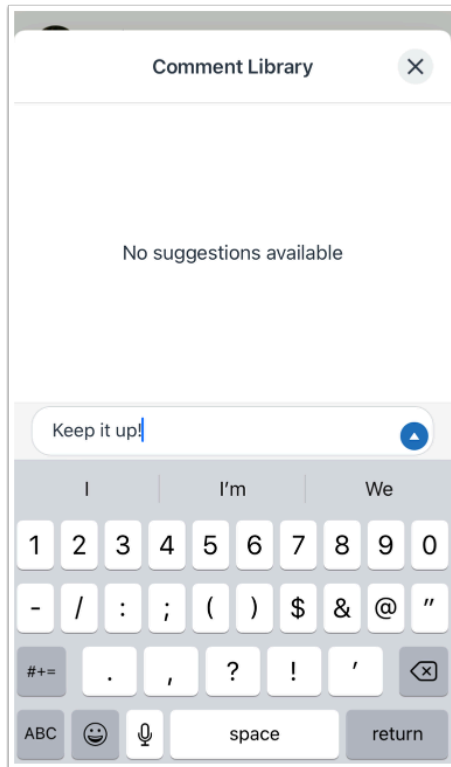 Comment Library
No suggestions available
Keep it up!
I I’m We
1 2 3 4 5 6 7 8 9 0
- / : ; ( ) $ & @ "
#+= . , ? ! ’
ABC space return